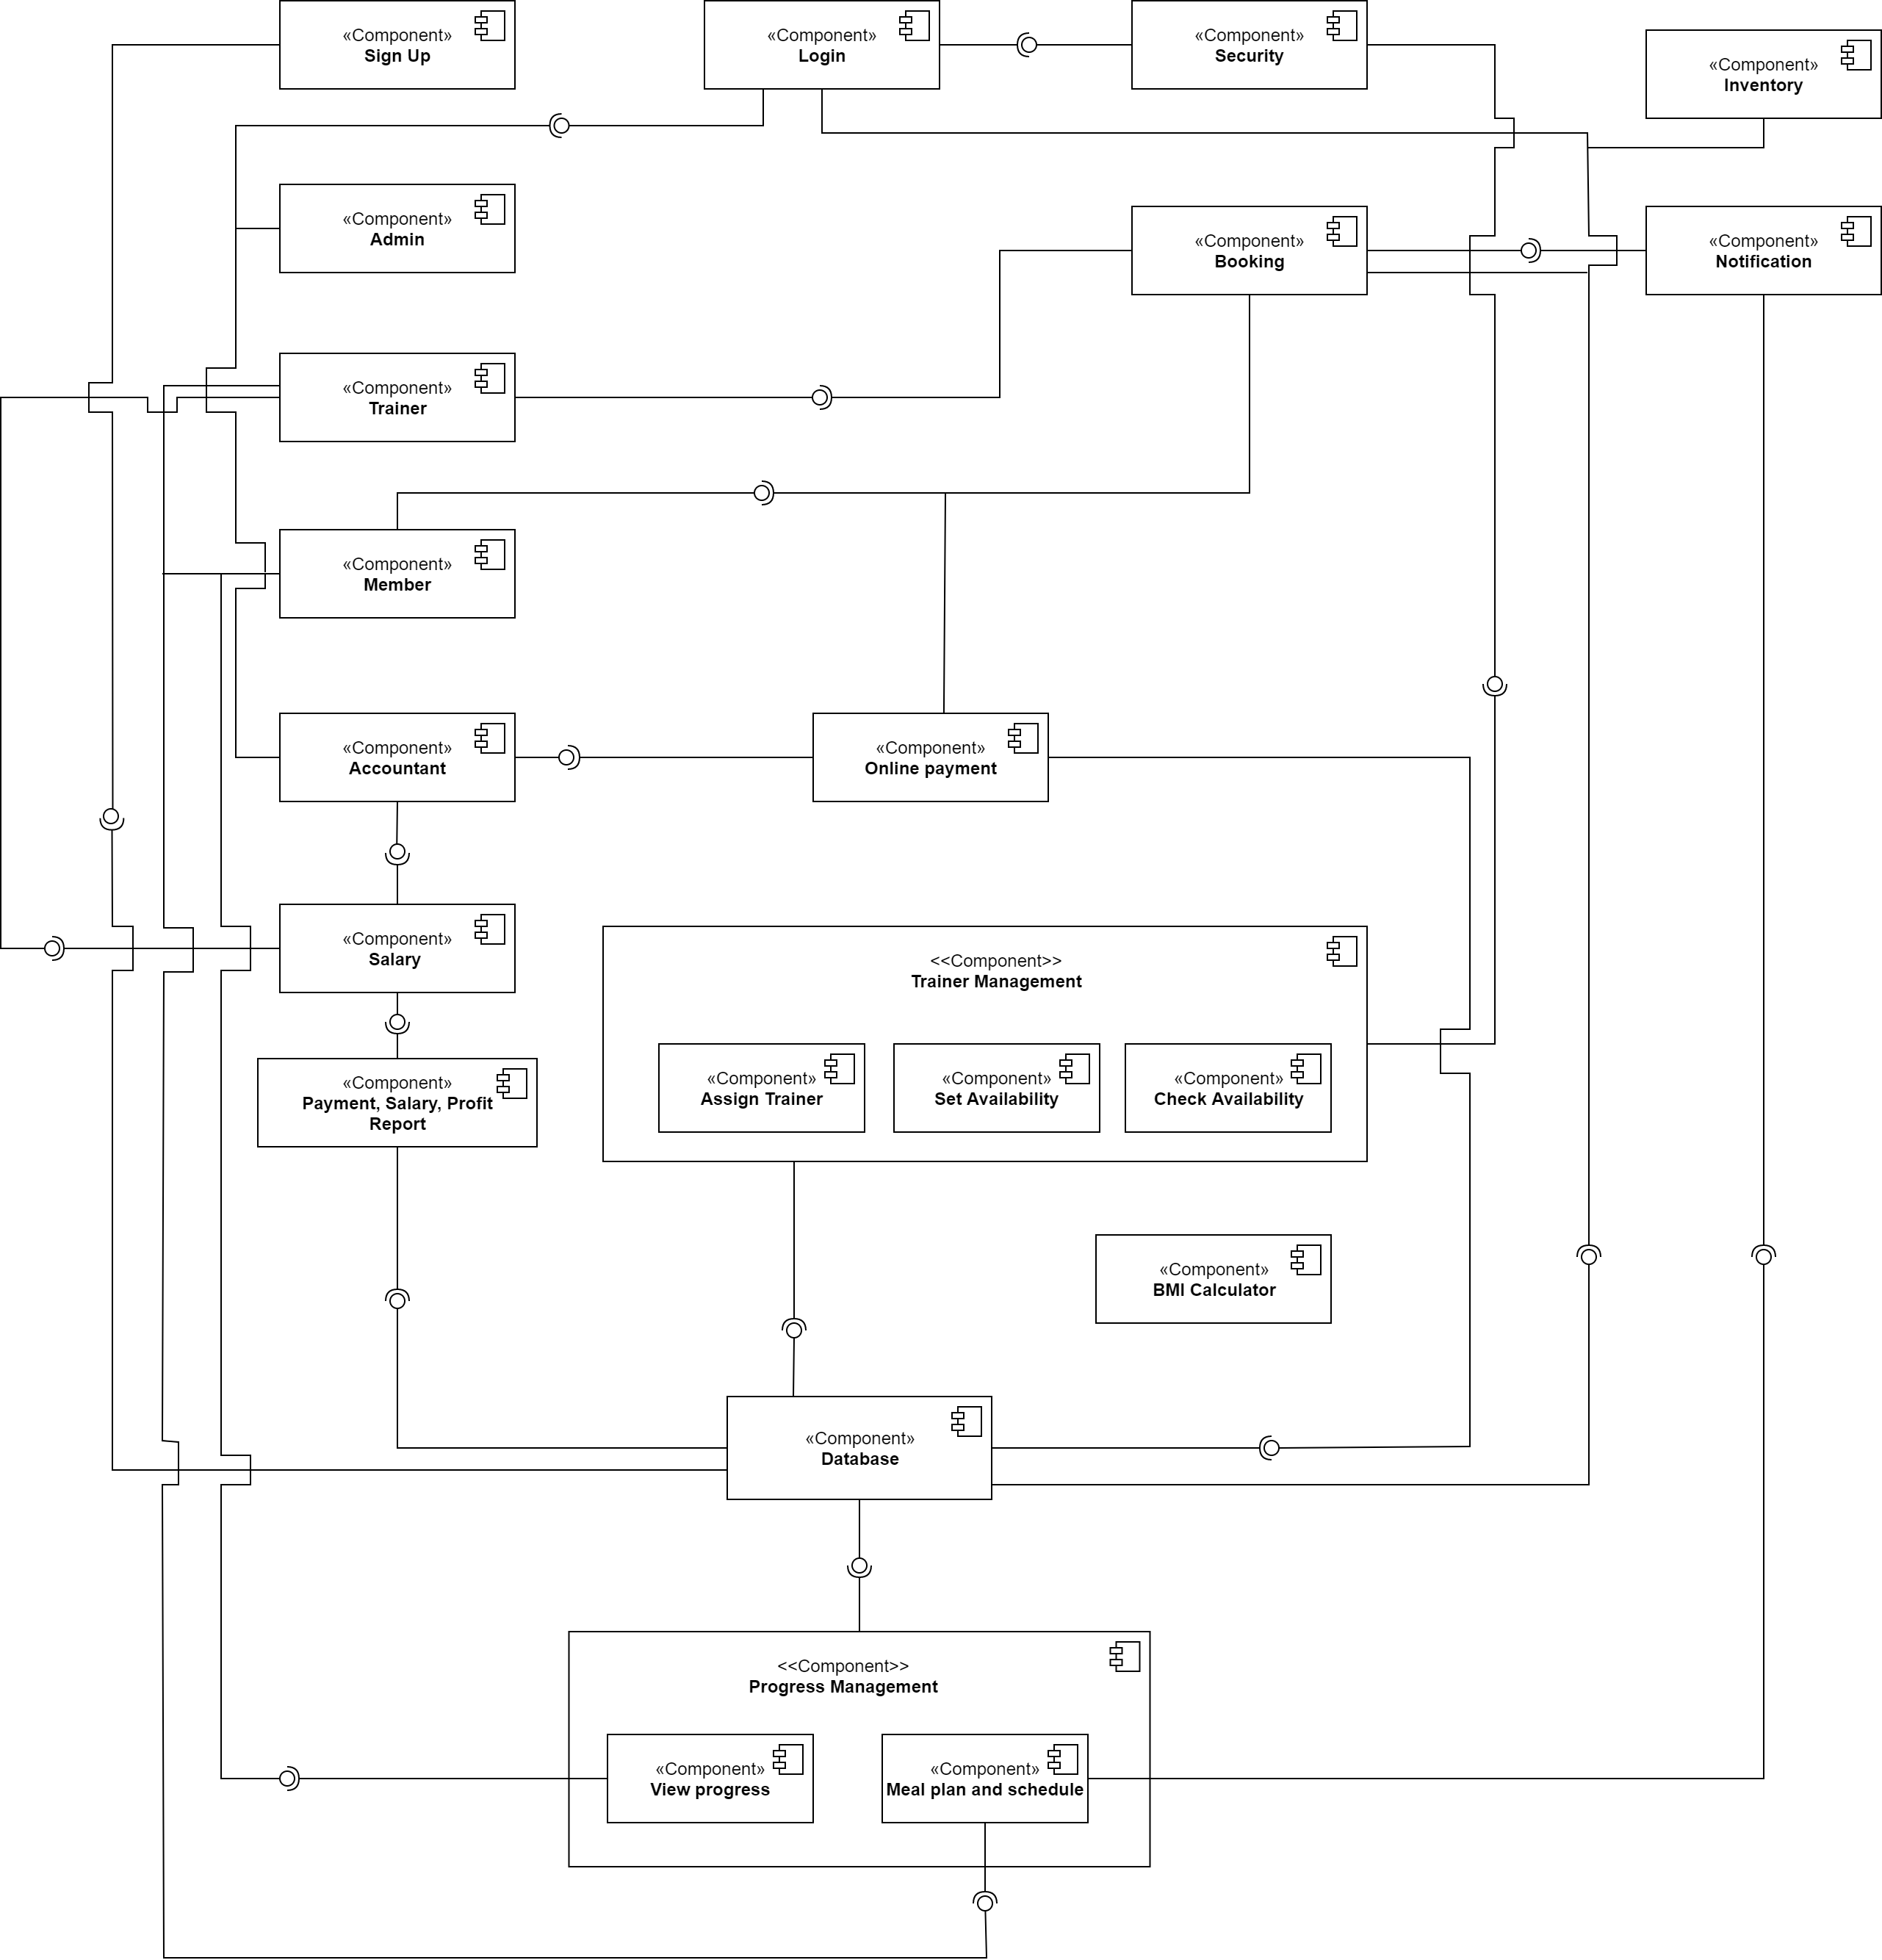 «Component»
Sign Up
«Component»
Login
«Component»
Security
«Component»
Inventory
«Component»
Admin
«Component»
Booking
«Component»
Notification
«Component»
Trainer
«Component»
Member
«Component»
Accountant
«Component»
Online payment
«Component»
Salary
<<Component>>
Trainer Management
«Component»
Assign Trainer
«Component»
Set Availability
«Component»
Check Availability
«Component»
Payment, Salary, Profit
Report
«Component»
BMI Calculator
«Component»
Database
<<Component>>
Progress Management
«Component»
View progress
«Component»
Meal plan and schedule